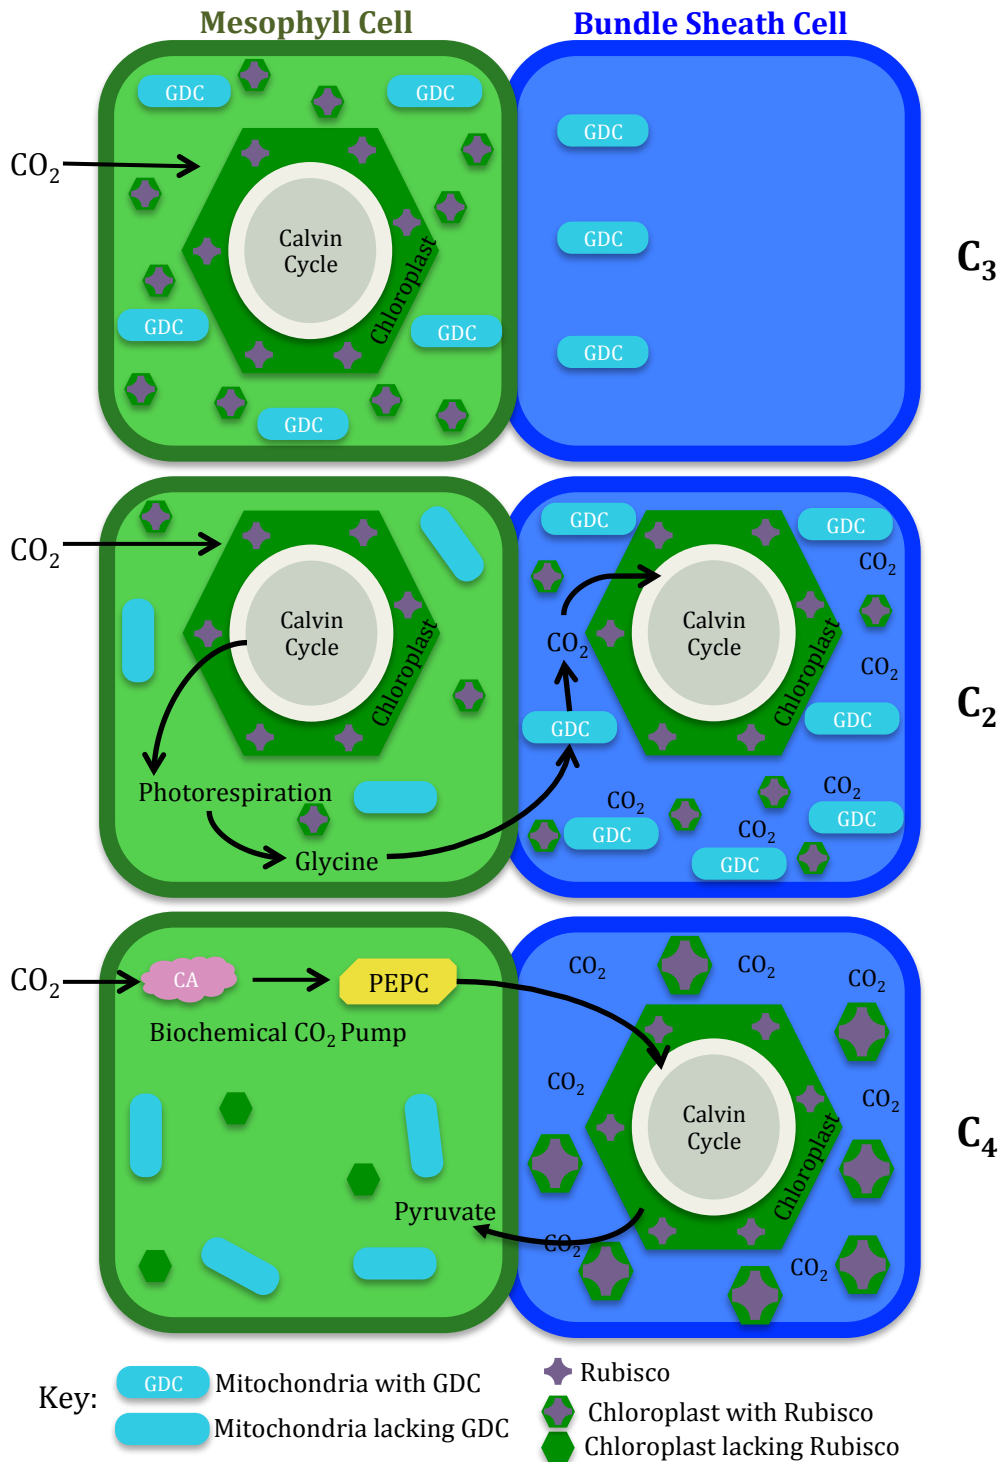 Mesophyll Cell
Bundle Sheath Cell
GDC
GDC
GDC
CO2
Calvin
Cycle
Chloroplast
GDC
C3
GDC
GDC
GDC
GDC
GDC
CO2
Calvin
Cycle
Chloroplast
Photorespiration
Glycine
GDC
GDC
CO2
CO2
Calvin
Cycle
Chloroplast
CO2
C2
GDC
GDC
CO2
CO2
GDC
GDC
CO2
GDC
CO2
CA
PEPC
Biochemical CO2 Pump
Pyruvate
CO2
CO2
CO2
CO2
CO2
Calvin
Cycle
Chloroplast
C4
CO2
CO2
Key:
GDC
Mitochondria with GDC
Mitochondria lacking GDC
Rubisco
Chloroplast with Rubisco
Chloroplast lacking Rubisco